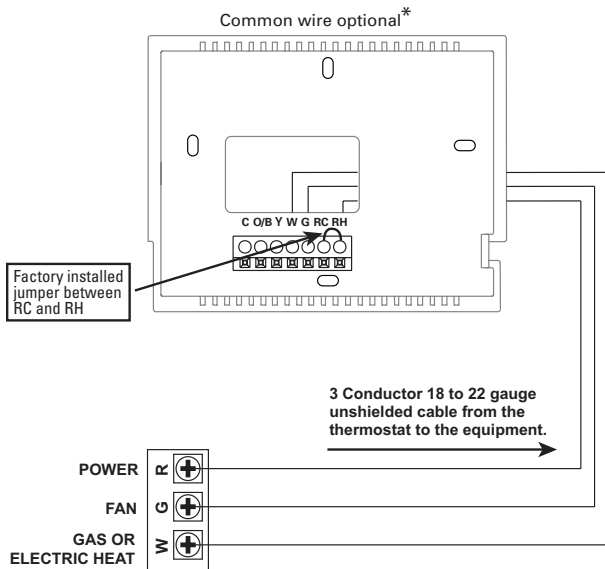 Common wire optional*
C O/B Y W G RC RH
Factory installed
jumper between
RC and RH
3 Conductor 18 to 22 gauge
unshielded cable from the
thermostat to the equipment.
POWER R
FAN G
GAS OR
ELECTRIC HEAT W